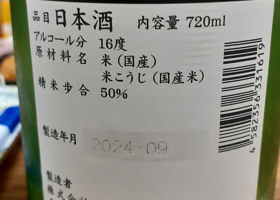 品目 日本酒 内容量 720ml
アルコール分 16度
原材料名 米(国産)
米こうじ(国産米)
精米歩合 50%
製造年月 2024.09
製造者
株式
4582356331619